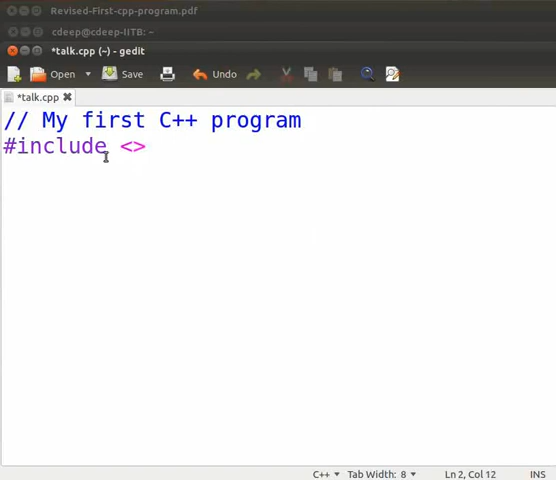 Revised-First-cpp-program.pdf
cdeep@cdeep-IITB: ~
*talk.cpp (~) - gedit
Open Save Undo
*talk.cpp
// My first C++ program
#include <>
C++ Tab Width: 8 Ln 2, Col 12 INS